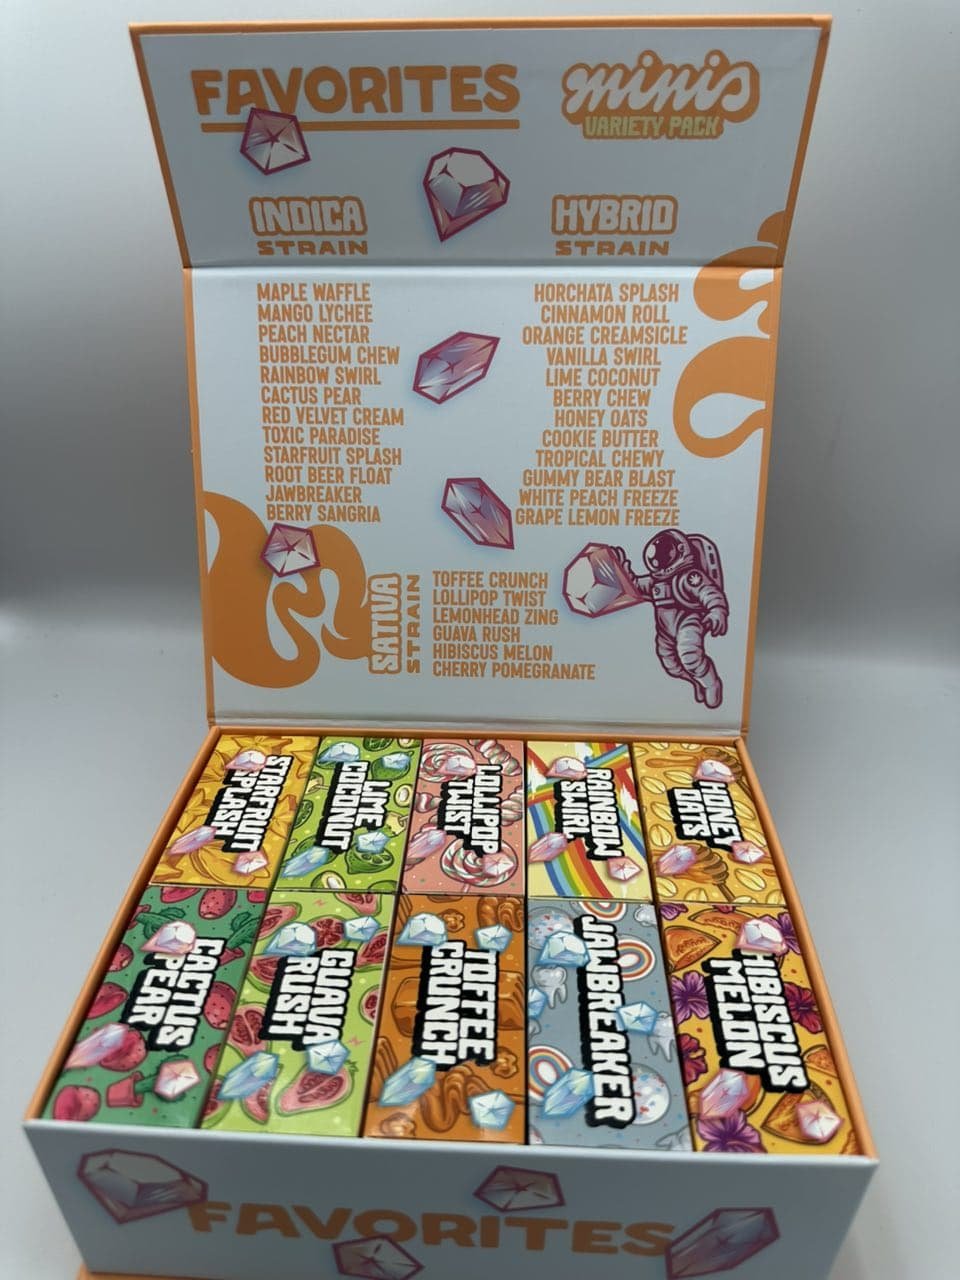 FAVORITES
minis
VARIETY PACK
INDICA
STRAIN
MAPLE WAFFLE
MANGO LYCHEE
PEACH NECTAR
BUBBLEGUM CHEW
RAINBOW SWIRL
CACTUS PEAR
RED VELVET CREAM
TOXIC PARADISE
STARFRUIT SPLASH
ROOT BEER FLOAT
JAWBREAKER
BERRY SANGRIA
HYBRID
STRAIN
HORCHATA SPLASH
CINNAMON ROLL
ORANGE CREAMSICLE
VANILLA SWIRL
LIME COCONUT
BERRY CHEW
HONEY OATS
COOKIE BUTTER
TROPICAL CHEWY
GUMMY BEAR BLAST
WHITE PEACH FREEZE
GRAPE LEMON FREEZE
SATIVA
STRAIN
TOFFEE CRUNCH
LOLLIPOP TWIST
LEMONHEAD ZING
GUAVA RUSH
HIBISCUS MELON
CHERRY POMEGRANATE
STARFRUIT
SPLASH
LIME
COCONUT
LOLLIPOP
TWIST
RAINBOW
SWIRL
HONEY
OATS
CACTUS
PEAR
GUAVA
RUSH
TOFFEE
CRUNCH
JAWBREAKER
HIBISCUS
MELON
FAVORITES